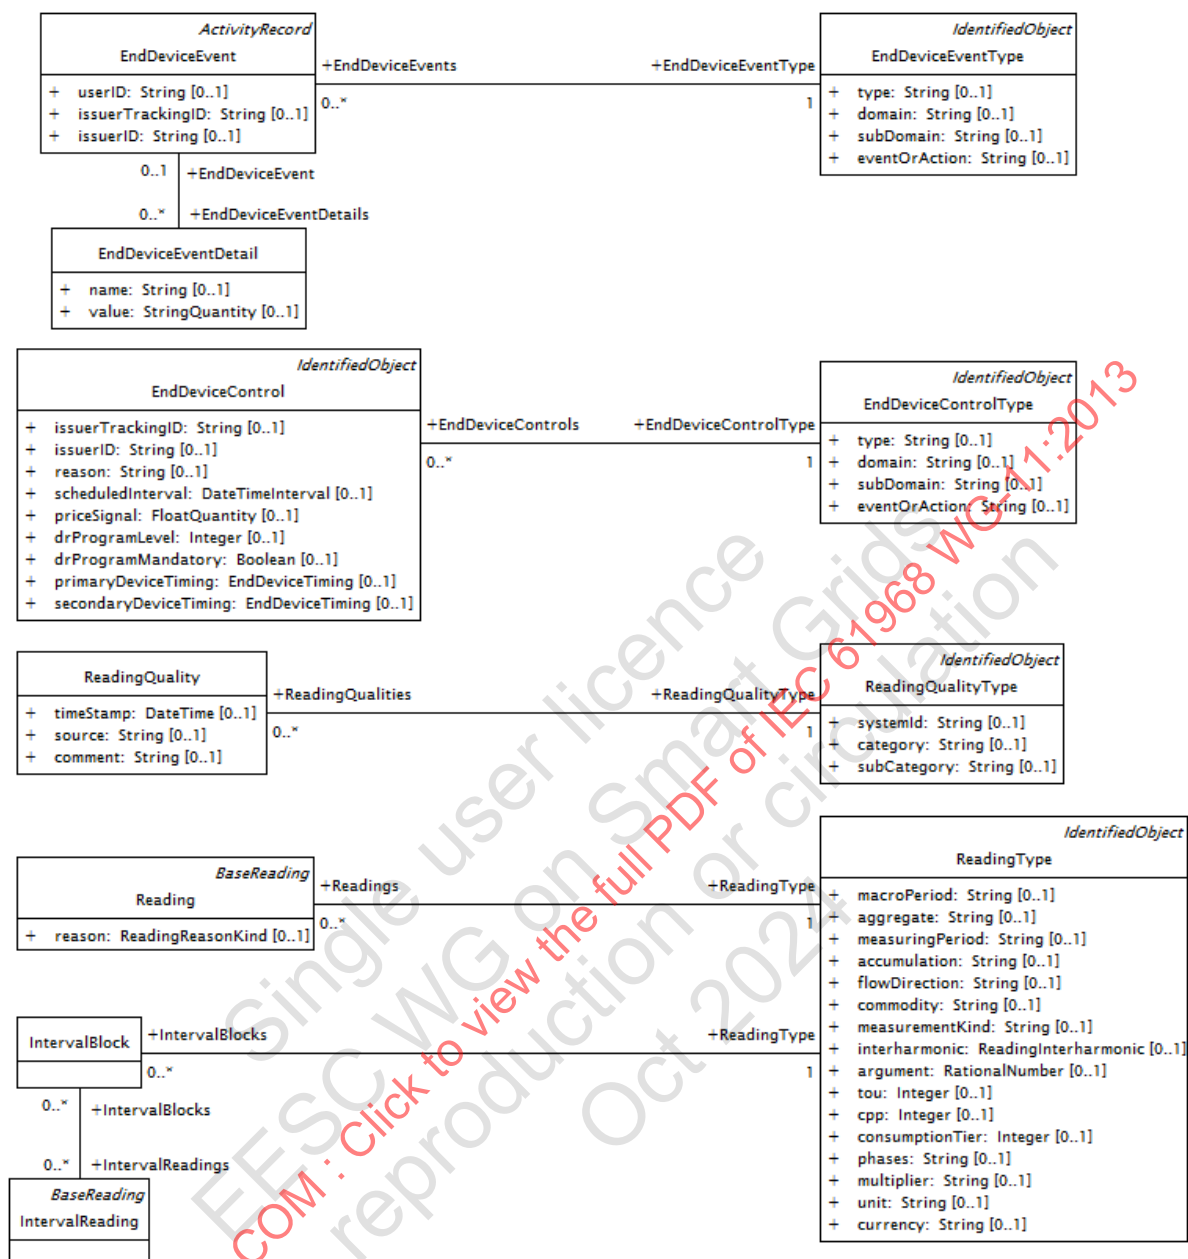 ActivityRecord
EndDeviceEvent
+ userID: String [0..1]
+ issuerTrackingID: String [0..1]
+ issuerID: String [0..1]
+EndDeviceEvents
0..*
+EndDeviceEventType
1
IdentifiedObject
EndDeviceEventType
+ type: String [0..1]
+ domain: String [0..1]
+ subDomain: String [0..1]
+ eventOrAction: String [0..1]
0..1 +EndDeviceEvent
0..* +EndDeviceEventDetails
EndDeviceEventDetail
+ name: String [0..1]
+ value: StringQuantity [0..1]
IdentifiedObject
EndDeviceControl
+ issuerTrackingID: String [0..1]
+ issuerID: String [0..1]
+ reason: String [0..1]
+ scheduledInterval: DateTimeInterval [0..1]
+ priceSignal: FloatQuantity [0..1]
+ drProgramLevel: Integer [0..1]
+ drProgramMandatory: Boolean [0..1]
+ primaryDeviceTiming: EndDeviceTiming [0..1]
+ secondaryDeviceTiming: EndDeviceTiming [0..1]
+EndDeviceControls
0..*
+EndDeviceControlType
1
IdentifiedObject
EndDeviceControlType
+ type: String [0..1]
+ domain: String [0..1]
+ subDomain: String [0..1]
+ eventOrAction: String [0..1]
ReadingQuality
+ timeStamp: DateTime [0..1]
+ source: String [0..1]
+ comment: String [0..1]
+ReadingQualities
0..*
+ReadingQualityType
1
IdentifiedObject
ReadingQualityType
+ systemId: String [0..1]
+ category: String [0..1]
+ subCategory: String [0..1]
BaseReading
Reading
+ reason: ReadingReasonKind [0..1]
+Readings
0..*
+ReadingType
1
IdentifiedObject
ReadingType
+ macroPeriod: String [0..1]
+ aggregate: String [0..1]
+ measuringPeriod: String [0..1]
+ accumulation: String [0..1]
+ flowDirection: String [0..1]
+ commodity: String [0..1]
+ measurementKind: String [0..1]
+ interharmonic: ReadingInterharmonic [0..1]
+ argument: RationalNumber [0..1]
+ tou: Integer [0..1]
+ cpp: Integer [0..1]
+ consumptionTier: Integer [0..1]
+ phases: String [0..1]
+ multiplier: String [0..1]
+ unit: String [0..1]
+ currency: String [0..1]
IntervalBlock
+IntervalBlocks
0..*
+ReadingType
1
0..* +IntervalBlocks
0..* +IntervalReadings
BaseReading
IntervalReading
Single user licence
EESC WG on Smart Grids
COM : Click to view the full PDF of IEC 61968 WG-11:2013
reproduction or circulation
Oct 2024